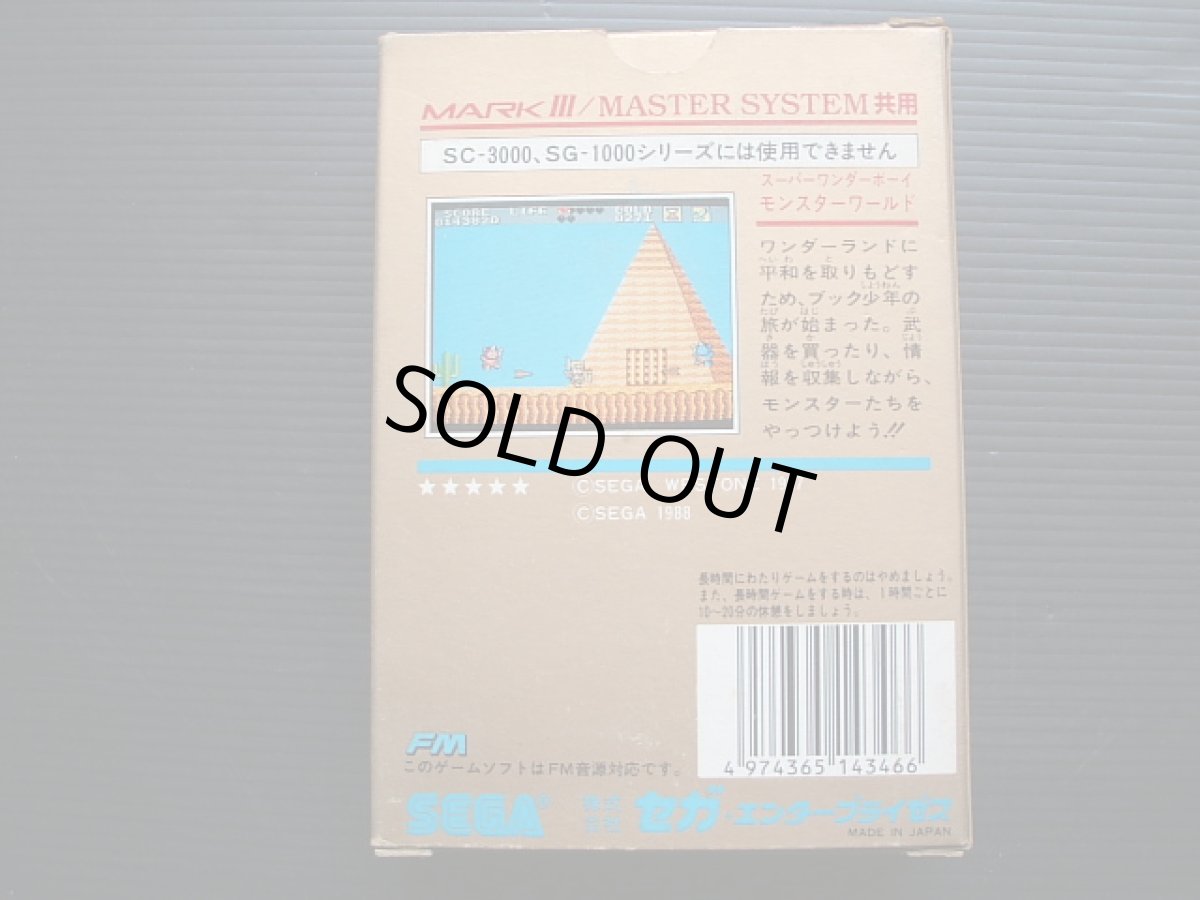 MARK III/MASTER SYSTEM共用
SC-3000、SG-1000シリーズには使用できません
スーパーワンダーボーイ
モンスターワールド
SCORE LIFE GOLD
ワンダーランドに
平和を取りもどす
ため、ブック少年の
旅が始まった。武
器を買ったり、情
報を収集しながら、
モンスターたちを
やっつけよう!!
SOLD OUT
★★★★★
©SEGA
©SEGA 1988
長時間にわたりゲームをするのはやめましょう。
また、長時間ゲームをする時は、1時間ごとに
10〜20分の休憩をしましょう。
4 974365 143466
FM
このゲームソフトはFM音源対応です。
SEGA® 株式会社 セガ・エンタープライゼス
MADE IN JAPAN